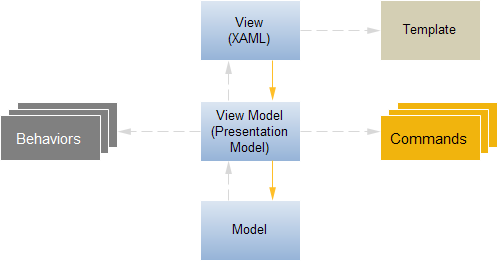 View
(XAML)
Template
Behaviors
View Model
(Presentation
Model)
Commands
Model